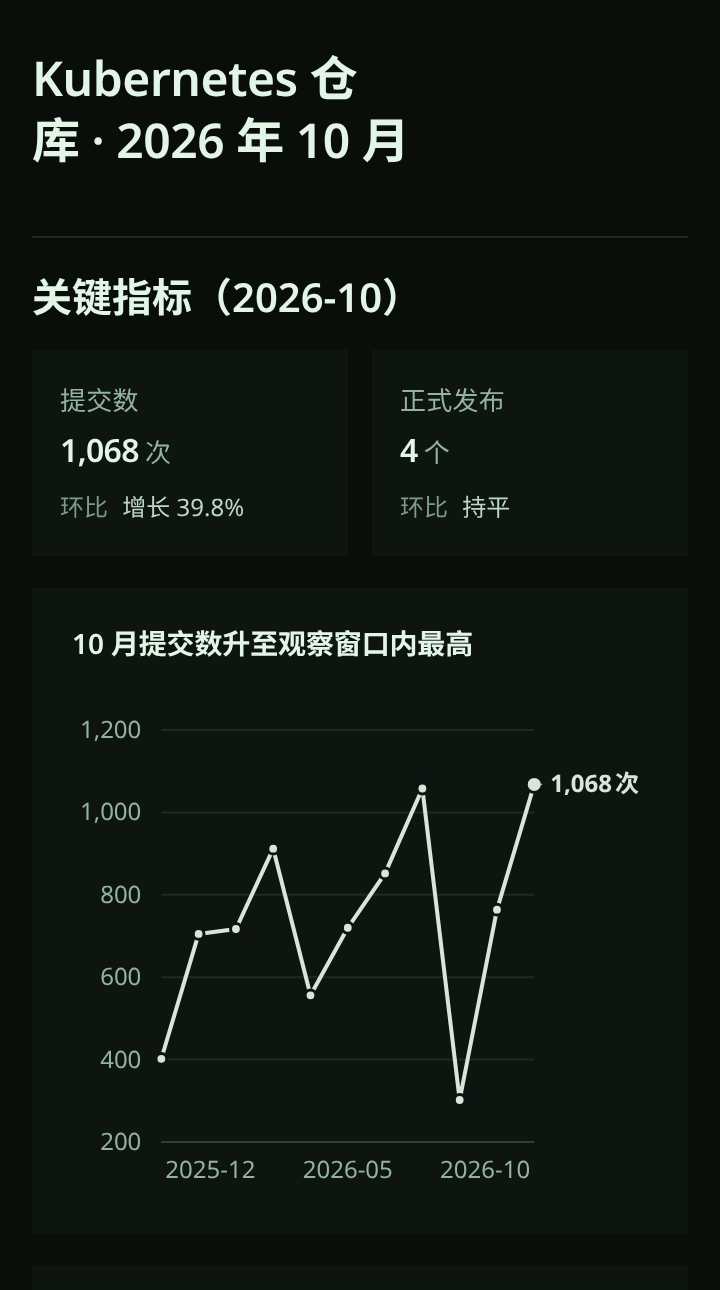 Kubernetes 仓
库 · 2026 年 10 月
关键指标（2026-10）
提交数
1,068 次
环比 增长 39.8%
正式发布
4 个
环比 持平
10 月提交数升至观察窗口内最高
1,200
1,000
800
600
400
200
1,068 次
2025-12 2026-05 2026-10